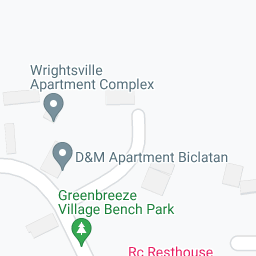 Wrightsville
Apartment Complex
D&M Apartment Biclatan
Greenbreeze
Village Bench Park
Rc Resthouse